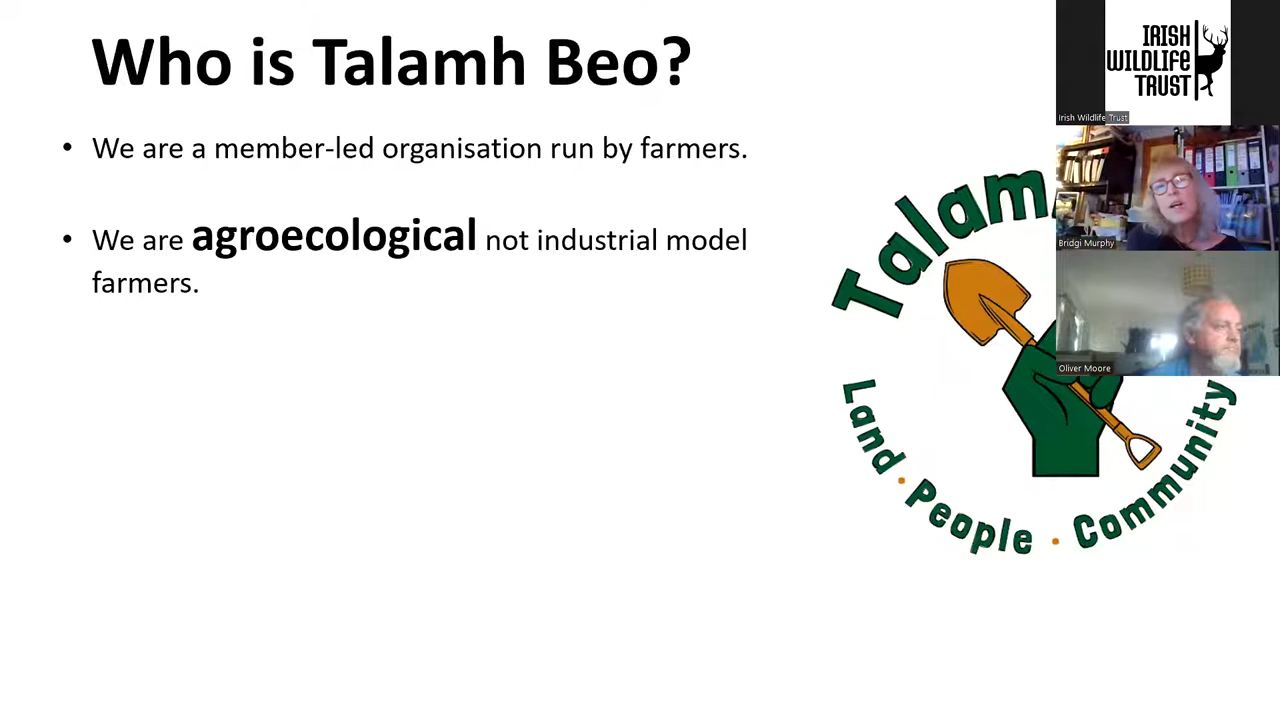 Who is Talamh Beo?
• We are a member-led organisation run by farmers.
• We are agroecological not industrial model
farmers.
Talam
Land · People · Community
IRISH
WILDLIFE
TRUST
Irish Wildlife Trust
Bridgi Murphy
Oliver Moore